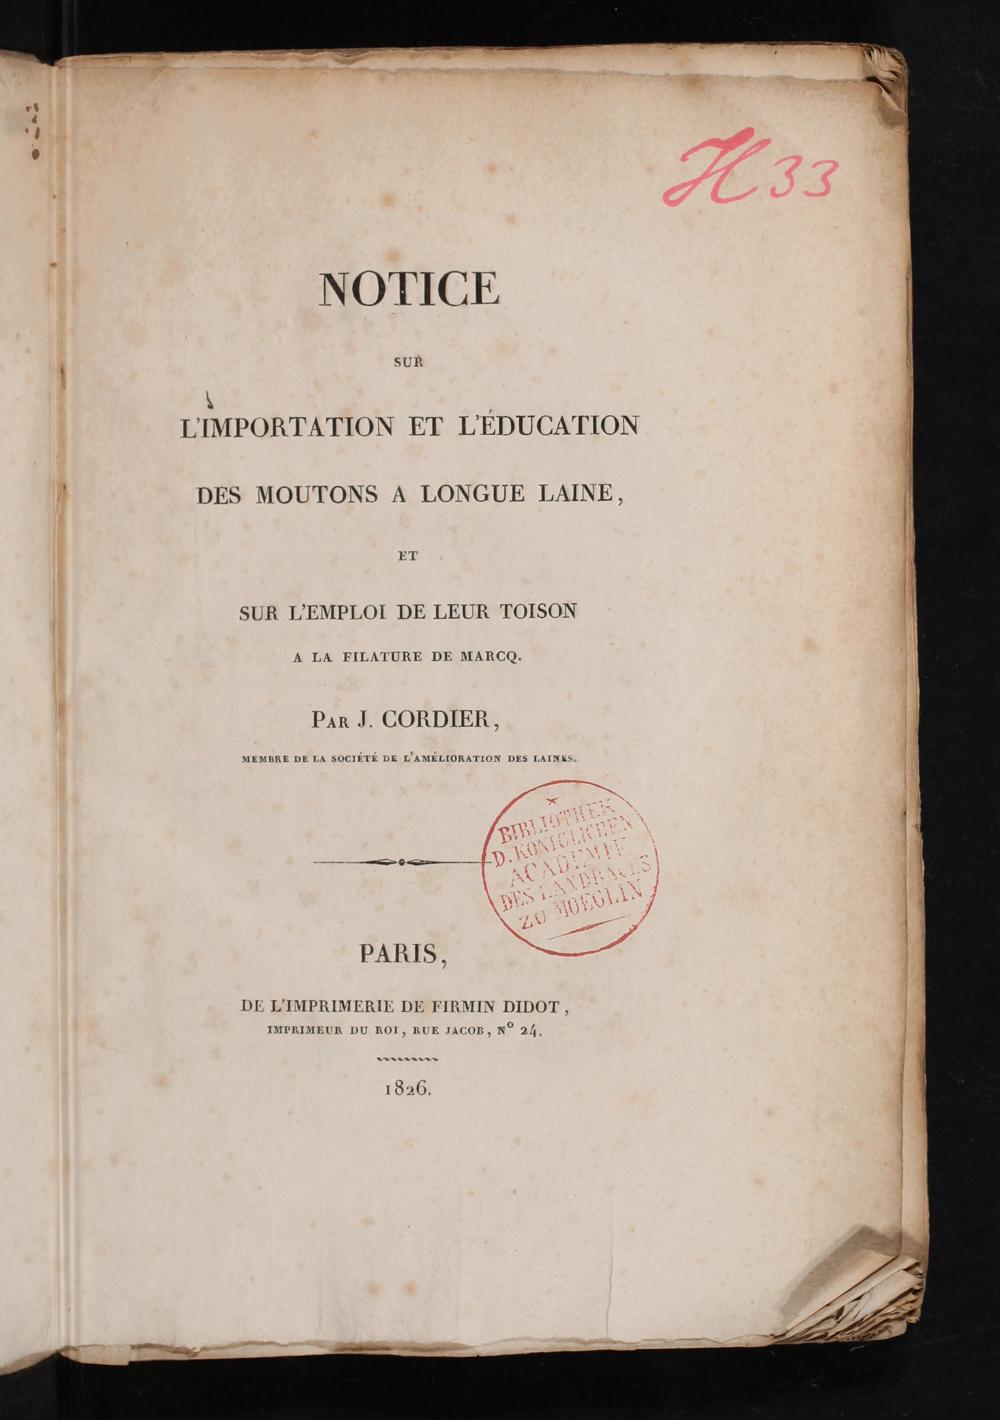 H 33
NOTICE
SUR
L'IMPORTATION ET L'ÉDUCATION
DES MOUTONS A LONGUE LAINE,
ET
SUR L'EMPLOI DE LEUR TOISON
A LA FILATURE DE MARCQ.
PAR J. CORDIER,
MEMBRE DE LA SOCIÉTÉ DE L'AMÉLIORATION DES LAINES.
BIBLIOTHEK
D. KÖNIGLICHEN
ACADEMIE
DES LANDBAUES
ZU MOEGLIN
PARIS,
DE L'IMPRIMERIE DE FIRMIN DIDOT,
IMPRIMEUR DU ROI, RUE JACOB, Nº 24.
1826.